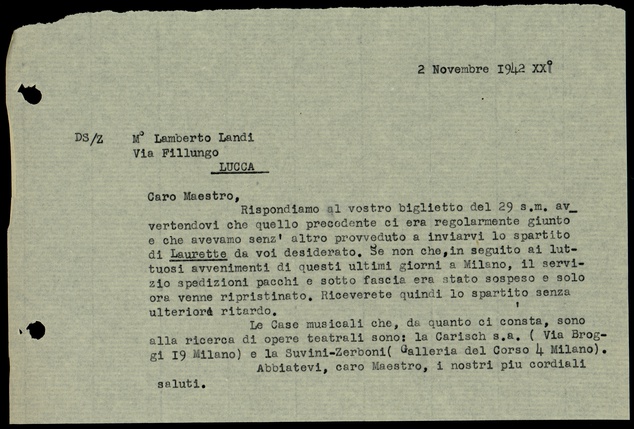 2 Novembre I942 XX°
DS/Z M° Lamberto Landi
Via Fillungo
LUCCA
Caro Maestro,
Rispondiamo al vostro biglietto del 29 s.m. av_
vertendovi che quello precedente ci era regolarmente giunto
e che avevamo senz' altro provveduto a inviarvi lo spartito
di Laurette da voi desiderato. Se non che,in seguito ai lut-
tuosi avvenimenti di questi ultimi giorni a Milano, il servi-
zio spedizioni pacchi e sotto fascia era stato sospeso e solo
ora venne ripristinato. Riceverete quindi lo spartito senza
ulteriore ritardo.
Le Case musicali che, da quanto ci consta, sono
alla ricerca di opere teatrali sono: la Carisch s.a. ( Via Brog-
gi I9 Milano) e la Suvini-Zerboni( Galleria del Corso 4 Milano).
Abbiatevi, caro Maestro, i nostri piu cordiali
saluti.